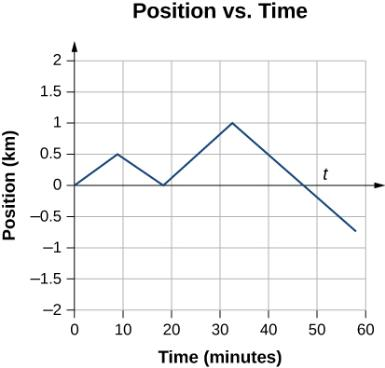 Position vs. Time
2
1.5
1
0.5
0
–0.5
–1
–1.5
–2
t
0 10 20 30 40 50 60
Position (km)
Time (minutes)